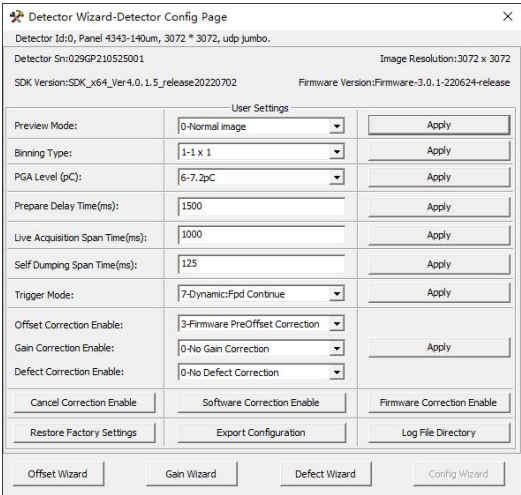 Detector Wizard-Detector Config Page
Detector Id:0, Panel 4343-140um, 3072 * 3072, udp jumbo.
Detector Sn:029GP210525001 Image Resolution:3072 x 3072
SDK Version:SDK_x64_Ver4.0.1.5_release20220702 Firmware Version:Firmware-3.0.1-220624-release
User Settings
Preview Mode: 0-Normal image Apply
Binning Type: 1-1 x 1 Apply
PGA Level (pC): 6-7.2pC Apply
Prepare Delay Time(ms): 1500 Apply
Live Acquisition Span Time(ms): 1000 Apply
Self Dumping Span Time(ms): 125 Apply
Trigger Mode: 7-Dynamic:Fpd Continue Apply
Offset Correction Enable: 3-Firmware PreOffset Correction
Gain Correction Enable: 0-No Gain Correction Apply
Defect Correction Enable: 0-No Defect Correction
Cancel Correction Enable Software Correction Enable Firmware Correction Enable
Restore Factory Settings Export Configuration Log File Directory
Offset Wizard Gain Wizard Defect Wizard Config Wizard